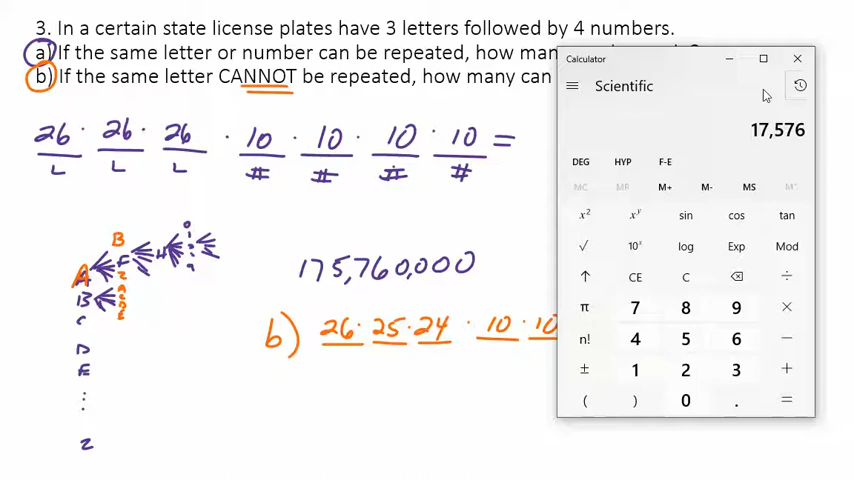 3. In a certain state license plates have 3 letters followed by 4 numbers.
a) If the same letter or number can be repeated, how
b) If the same letter CANNOT be repeated, how many can
Calculator
Scientific
17,576
26 · 26 · 26 · 10 · 10 · 10 · 10 =
L L L # # # #
DEG HYP F-E
MC MR M+ M- MS M˅
x² xʸ sin cos tan
√ 10ˣ log Exp Mod
↑ CE C ⌫ ÷
π 7 8 9 ×
n! 4 5 6 −
± 1 2 3 +
( ) 0 . =
B
A
B
C
D
E
⋮
Z
175,760,000
b) 26 · 25 · 24 · 10 · 10